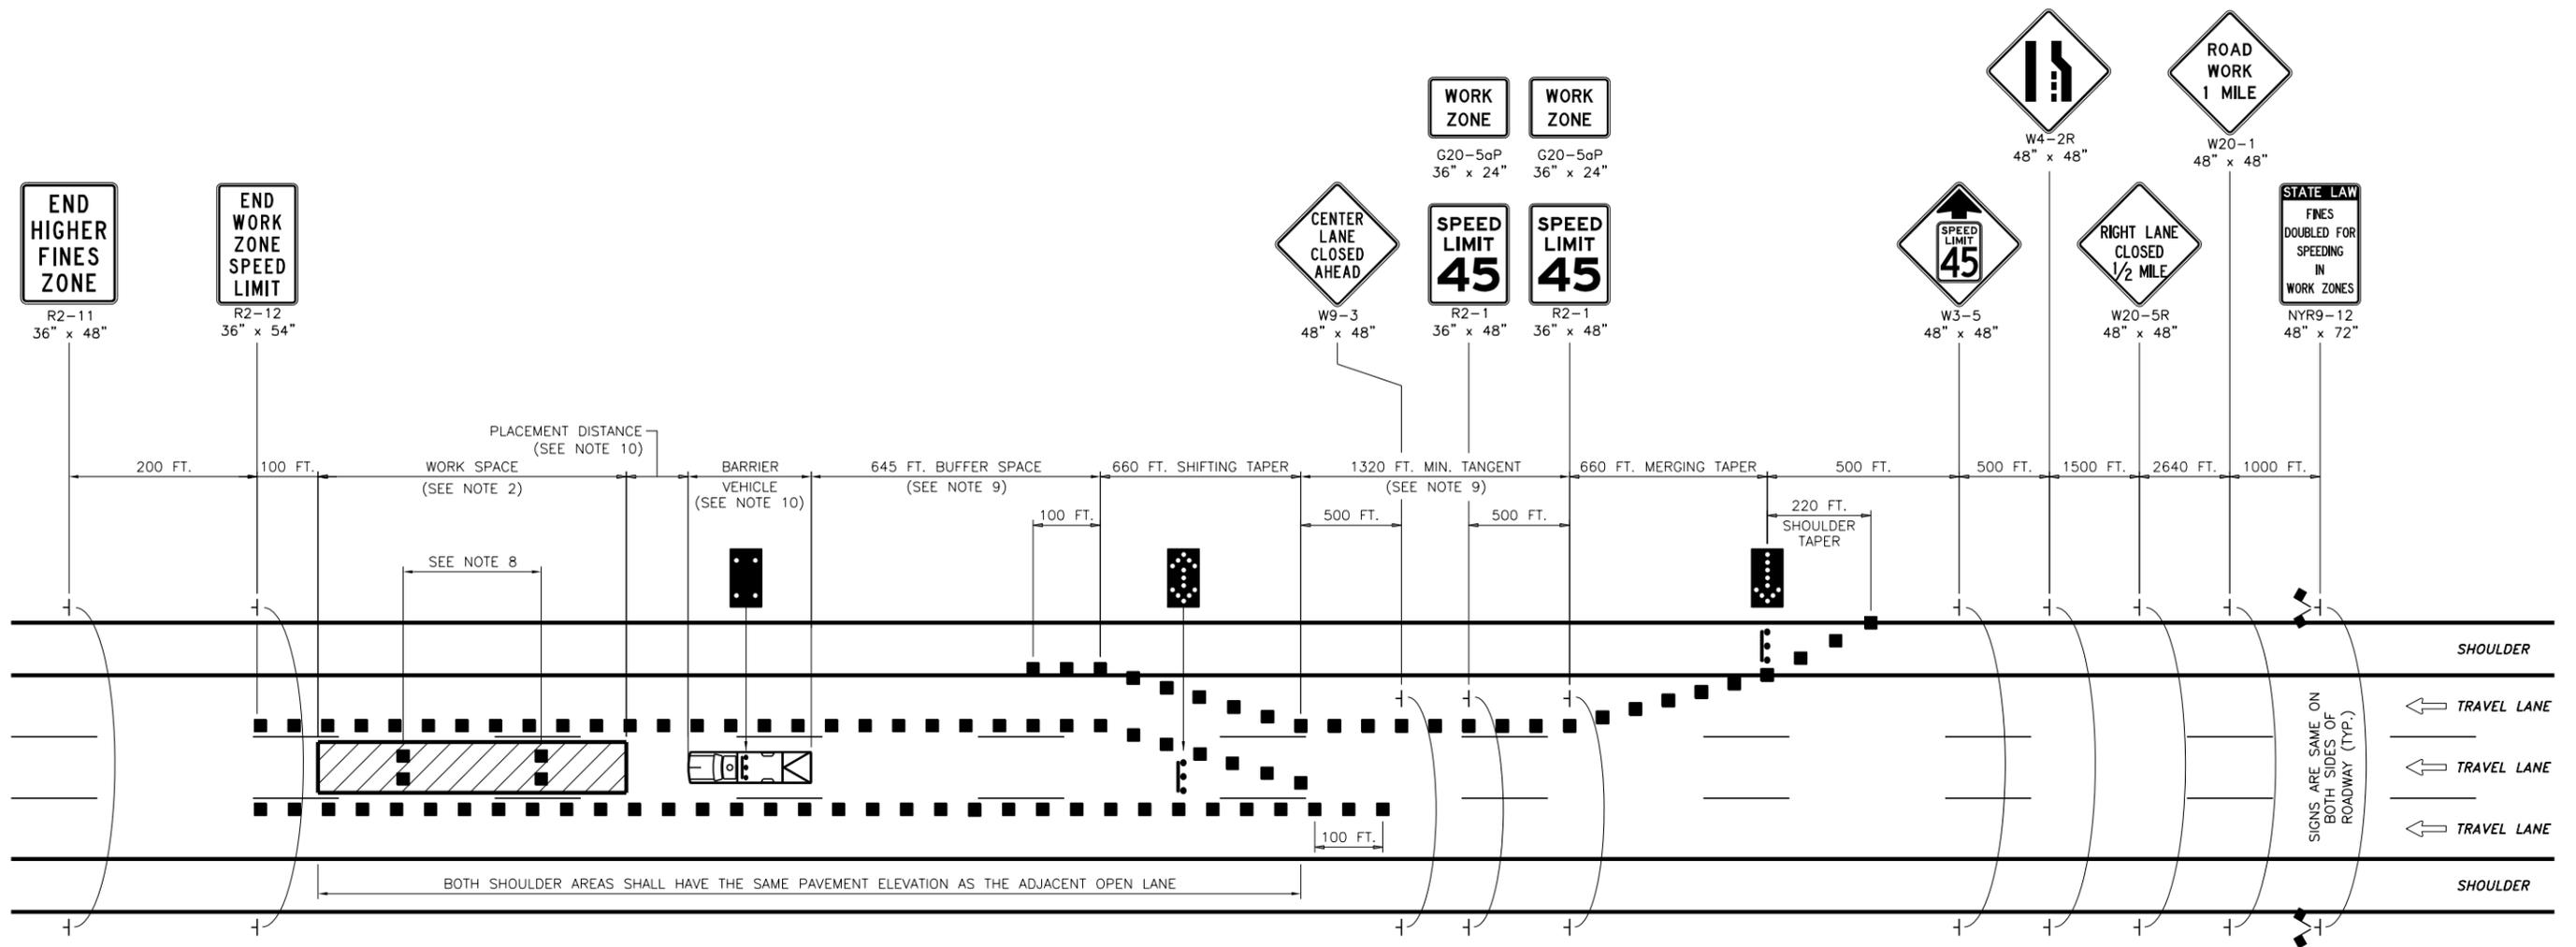 ROAD
WORK
1 MILE
W4-2R
48" x 48"
W20-1
48" x 48"
WORK
ZONE
G20-5aP
36" x 24"
WORK
ZONE
G20-5aP
36" x 24"
END
HIGHER
FINES
ZONE
R2-11
36" x 48"
END
WORK
ZONE
SPEED
LIMIT
R2-12
36" x 54"
CENTER
LANE
CLOSED
AHEAD
W9-3
48" x 48"
SPEED
LIMIT
45
R2-1
36" x 48"
SPEED
LIMIT
45
R2-1
36" x 48"
SPEED
LIMIT
45
W3-5
48" x 48"
RIGHT LANE
CLOSED
1/2 MILE
W20-5R
48" x 48"
STATE LAW
FINES
DOUBLED FOR
SPEEDING
IN
WORK ZONES
NYR9-12
48" x 72"
PLACEMENT DISTANCE
(SEE NOTE 10)
200 FT.
100 FT.
WORK SPACE
(SEE NOTE 2)
BARRIER
VEHICLE
(SEE NOTE 10)
645 FT. BUFFER SPACE
(SEE NOTE 9)
660 FT. SHIFTING TAPER
1320 FT. MIN. TANGENT
(SEE NOTE 9)
660 FT. MERGING TAPER
500 FT.
500 FT.
1500 FT.
2640 FT.
1000 FT.
100 FT.
500 FT.
500 FT.
220 FT.
SHOULDER
TAPER
SEE NOTE 8
SHOULDER
TRAVEL LANE
TRAVEL LANE
TRAVEL LANE
SIGNS ARE SAME ON
BOTH SIDES OF
ROADWAY (TYP.)
100 FT.
BOTH SHOULDER AREAS SHALL HAVE THE SAME PAVEMENT ELEVATION AS THE ADJACENT OPEN LANE
SHOULDER